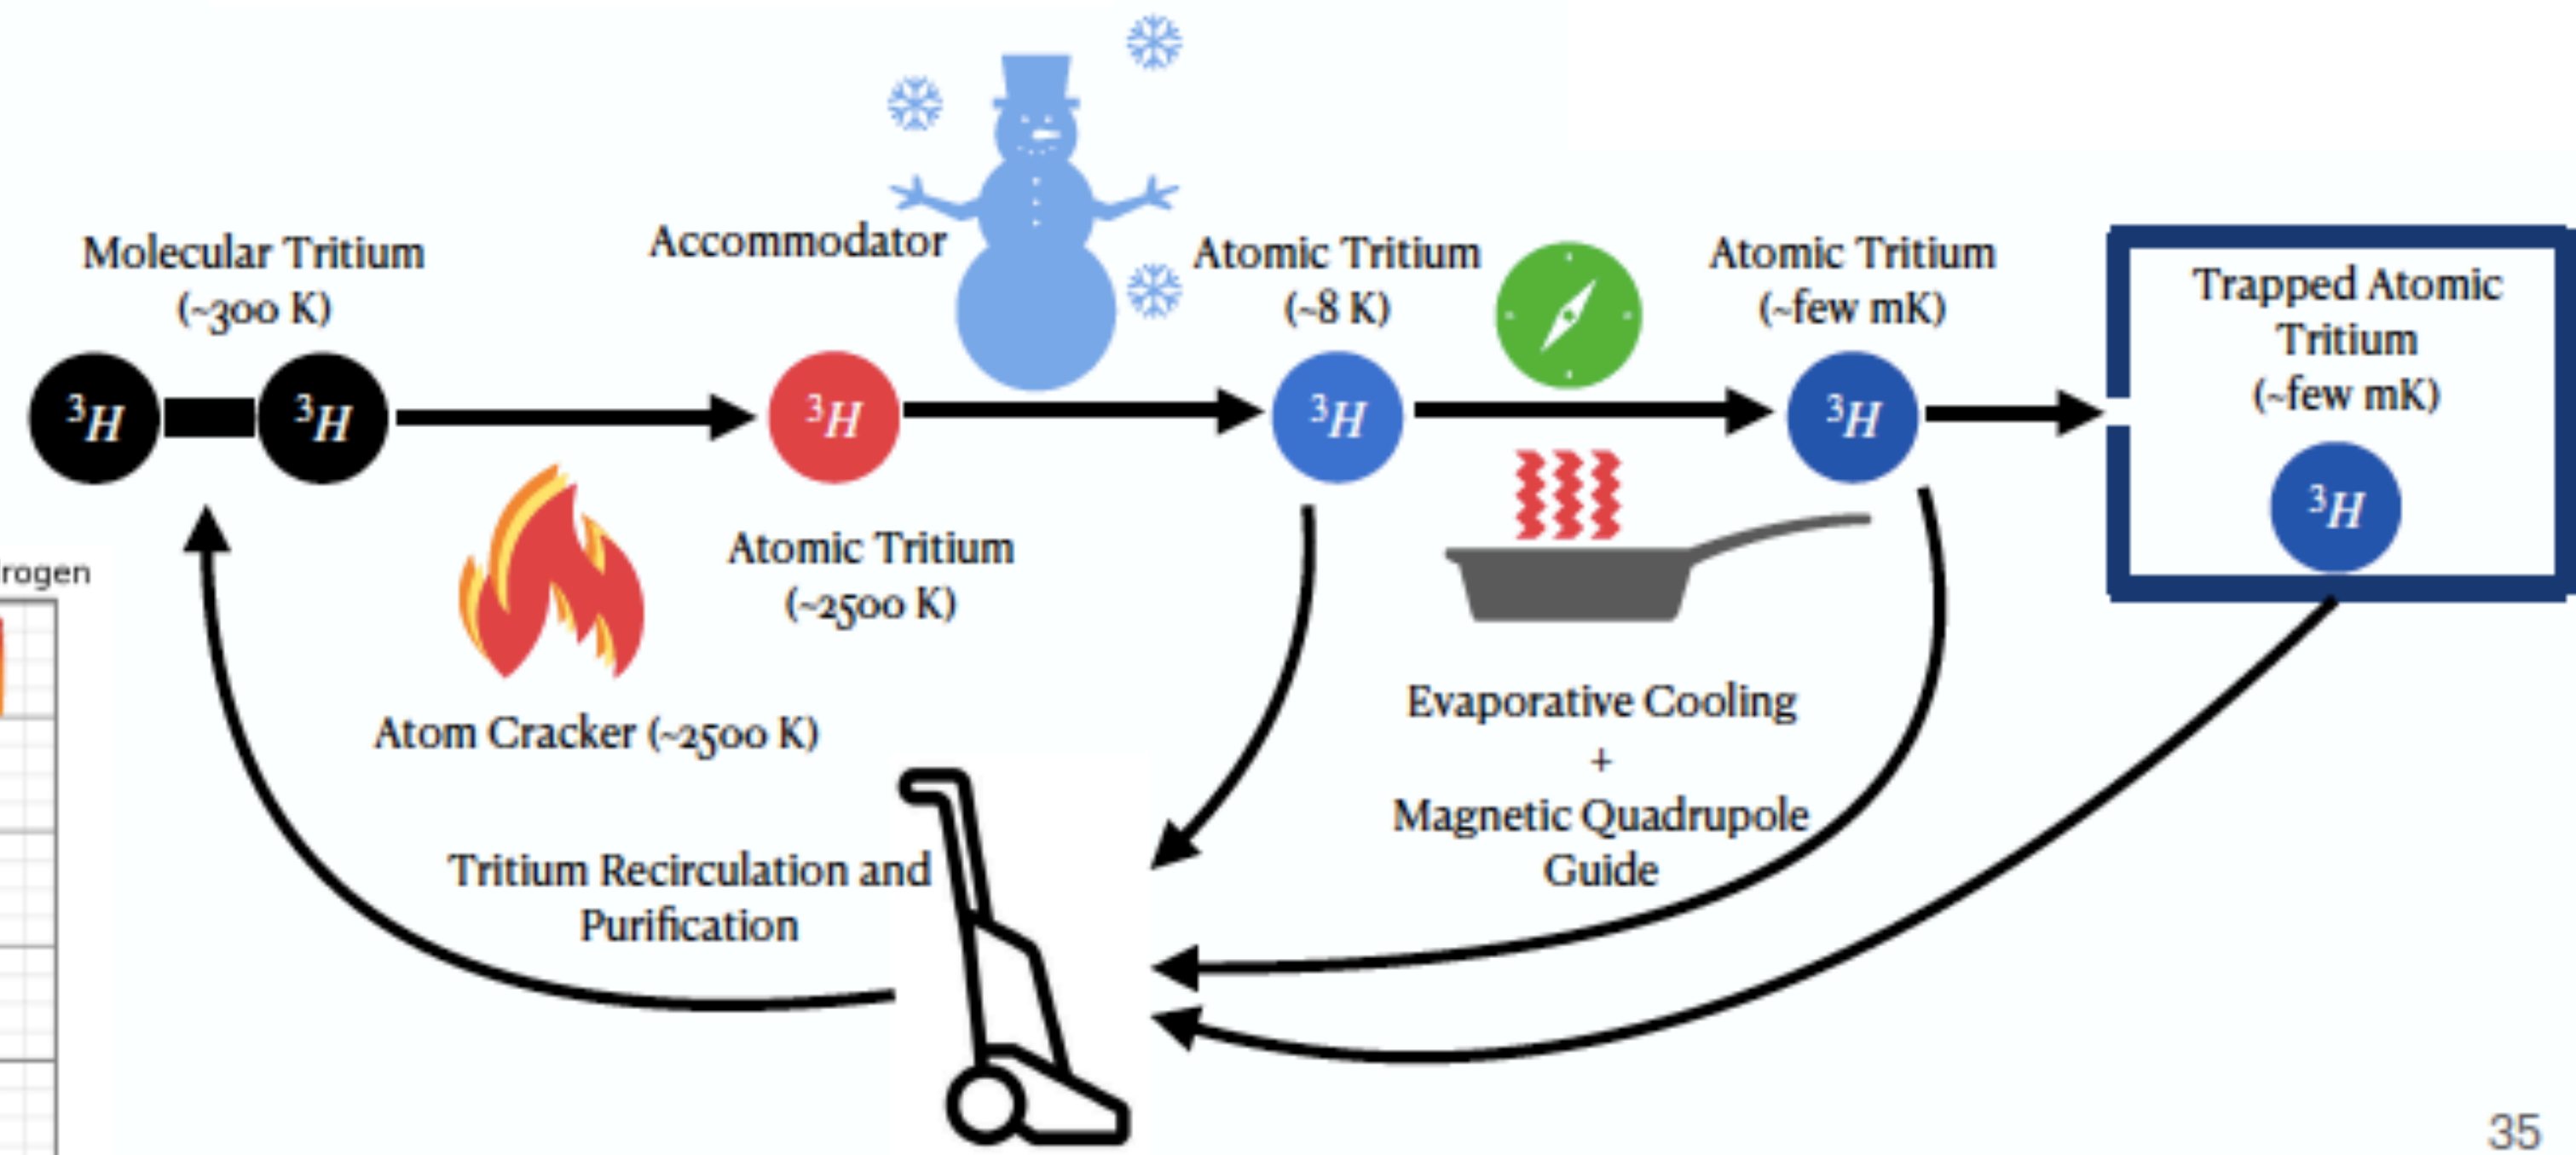 Molecular Tritium
(~300 K)
³H
³H
Accommodator
Atomic Tritium
(~2500 K)
³H
Atom Cracker (~2500 K)
Atomic Tritium
(~8 K)
³H
Evaporative Cooling
+
Magnetic Quadrupole
Guide
Atomic Tritium
(~few mK)
³H
Trapped Atomic
Tritium
(~few mK)
³H
Tritium Recirculation and
Purification
rogen
35